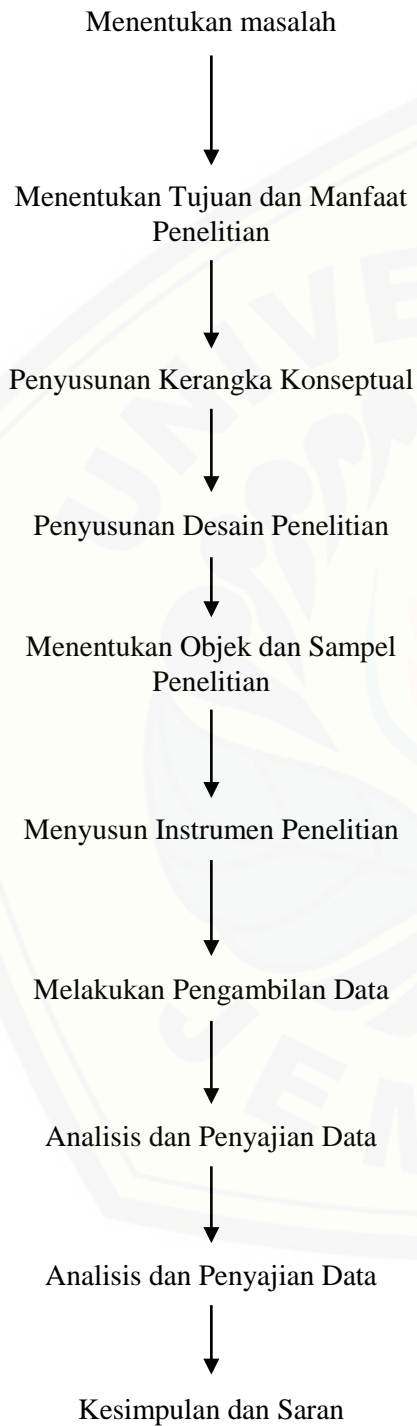 Menentukan masalah
Menentukan Tujuan dan Manfaat
Penelitian
Penyusunan Kerangka Konseptual
Penyusunan Desain Penelitian
Menentukan Objek dan Sampel
Penelitian
Menyusun Instrumen Penelitian
Melakukan Pengambilan Data
Analisis dan Penyajian Data
Analisis dan Penyajian Data
Kesimpulan dan Saran